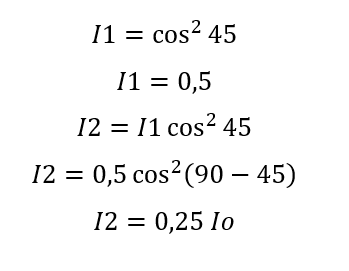 I1 = cos² 45
I1 = 0,5
I2 = I1 cos² 45
I2 = 0,5 cos²(90 − 45)
I2 = 0,25 Io